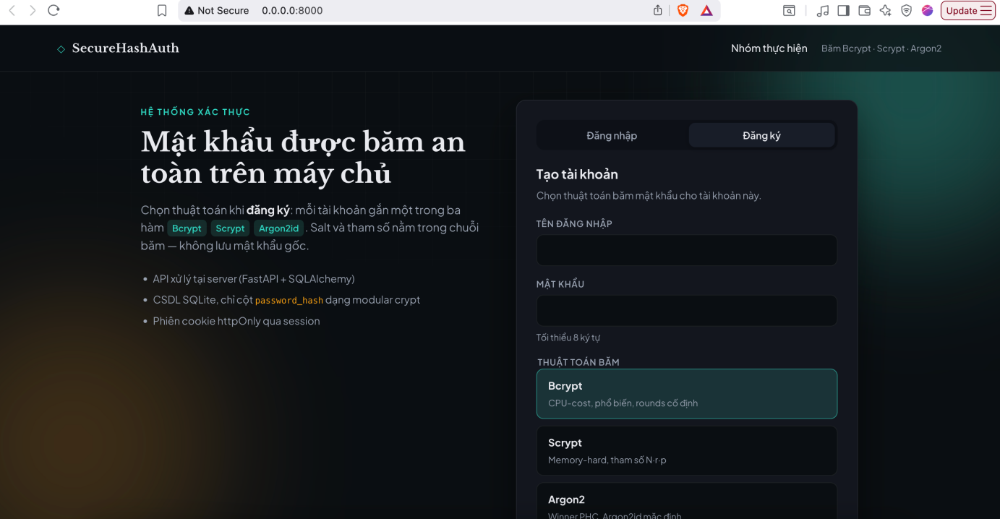 Not Secure 0.0.0.0:8000
Update
SecureHashAuth
Nhóm thực hiện
Băm Bcrypt · Scrypt · Argon2
HỆ THỐNG XÁC THỰC
Mật khẩu được băm an
toàn trên máy chủ
Chọn thuật toán khi đăng ký: mỗi tài khoản gắn một trong ba
hàm Bcrypt Scrypt Argon2id . Salt và tham số nằm trong chuỗi
băm — không lưu mật khẩu gốc.
• API xử lý tại server (FastAPI + SQLAlchemy)
• CSDL SQLite, chỉ cột password_hash dạng modular crypt
• Phiên cookie httpOnly qua session
Đăng nhập
Đăng ký
Tạo tài khoản
Chọn thuật toán băm mật khẩu cho tài khoản này.
TÊN ĐĂNG NHẬP
MẬT KHẨU
Tối thiểu 8 ký tự
THUẬT TOÁN BĂM
Bcrypt
CPU-cost, phổ biến, rounds cố định
Scrypt
Memory-hard, tham số N·r·p
Argon2
Winner PHC, Argon2id mặc định